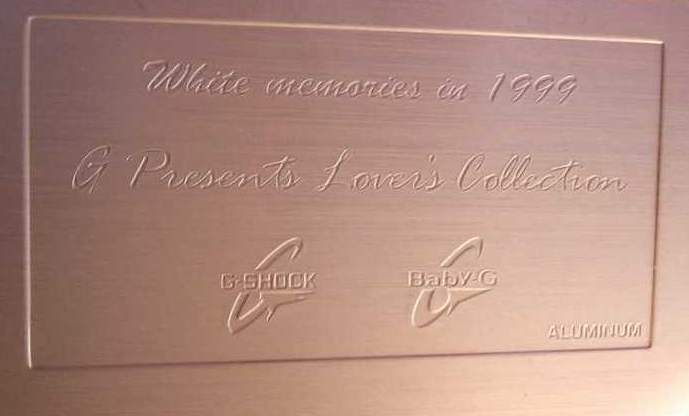 White memories in 1999
G Presents Lover's Collection
G-SHOCK Baby-G
ALUMINUM